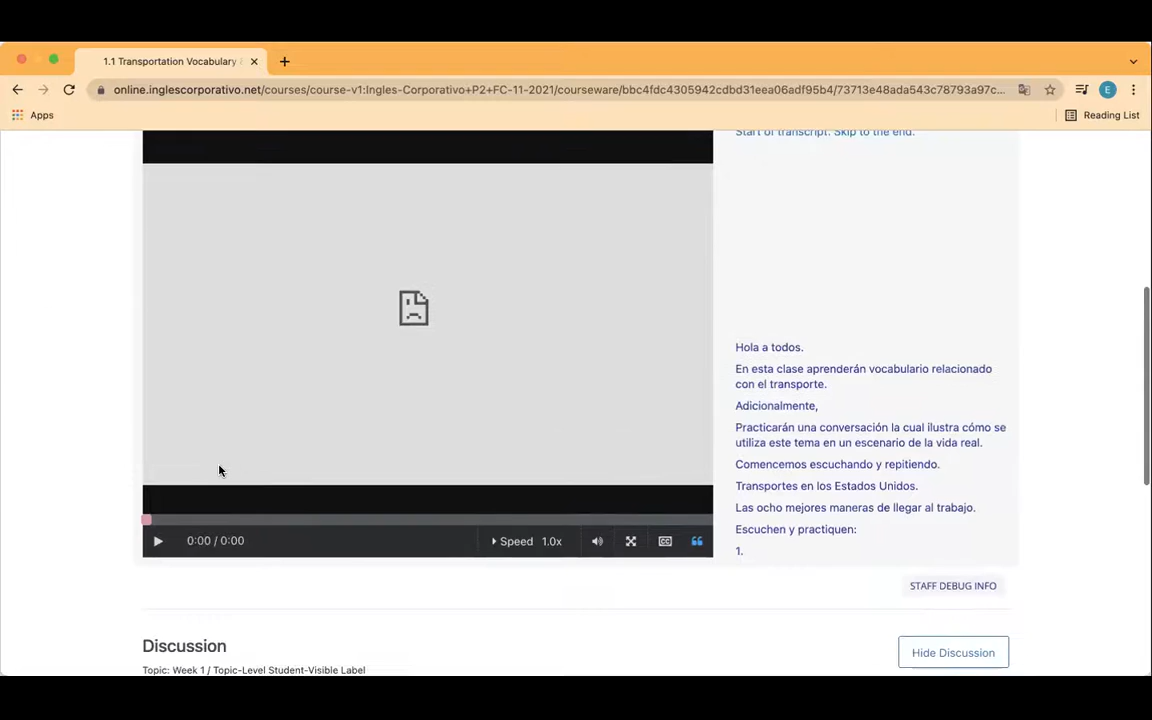 1.1 Transportation Vocabulary
online.inglescorporativo.net/courses/course-v1:Ingles-Corporativo+P2+FC-11-2021/courseware/bbc4fdc4305942cdbd31eea06adf95b4/73713e48ada543c78793a97c...
E
Apps
Reading List
Start of transcript. Skip to the end.
Hola a todos.
En esta clase aprenderán vocabulario relacionado
con el transporte.
Adicionalmente,
Practicarán una conversación la cual ilustra cómo se
utiliza este tema en un escenario de la vida real.
Comencemos escuchando y repitiendo.
Transportes en los Estados Unidos.
Las ocho mejores maneras de llegar al trabajo.
Escuchen y practiquen:
1.
0:00 / 0:00
Speed 1.0x
CC
STAFF DEBUG INFO
Discussion
Hide Discussion
Topic: Week 1 / Topic-Level Student-Visible Label